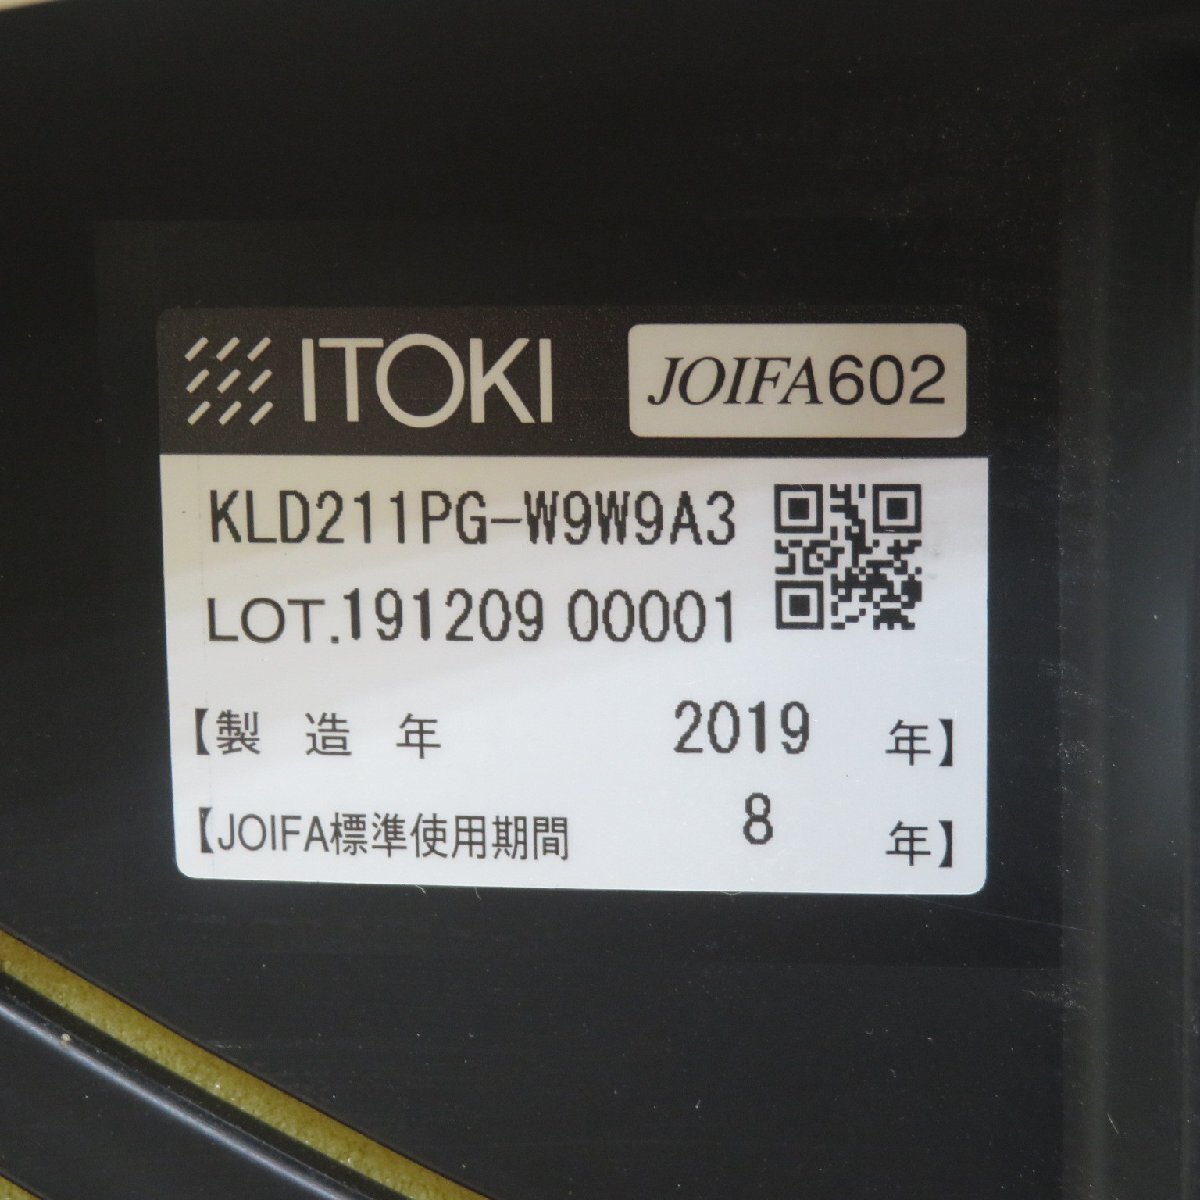 ITOKI JOIFA602
KLD211PG-W9W9A3
LOT.191209 00001
【製造年 2019 年】
【JOIFA標準使用期間 8 年】